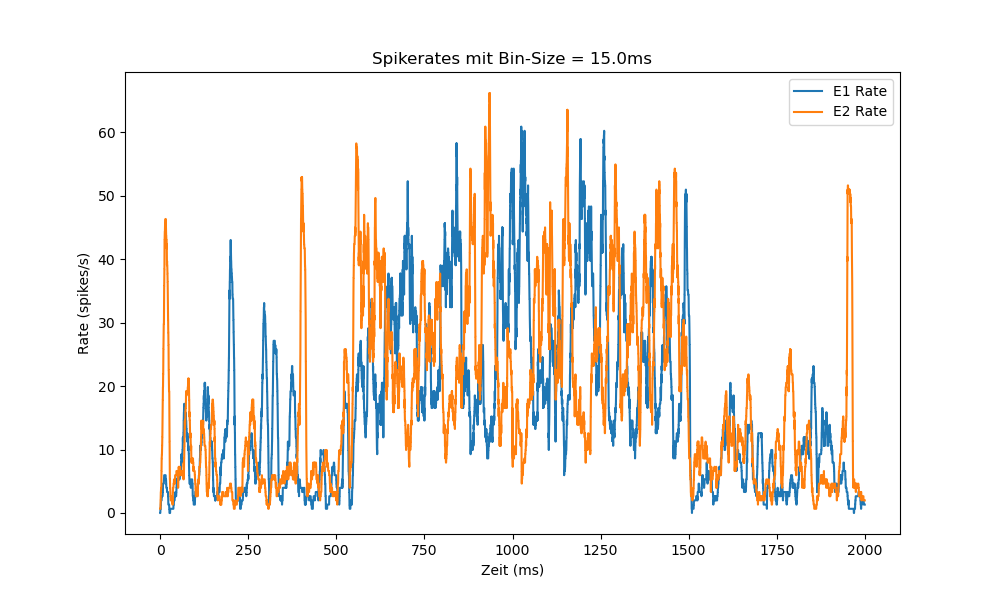 Spikerates mit Bin-Size = 15.0ms
E1 Rate
E2 Rate
60
50
40
30
20
10
0
Rate (spikes/s)
0 250 500 750 1000 1250 1500 1750 2000
Zeit (ms)